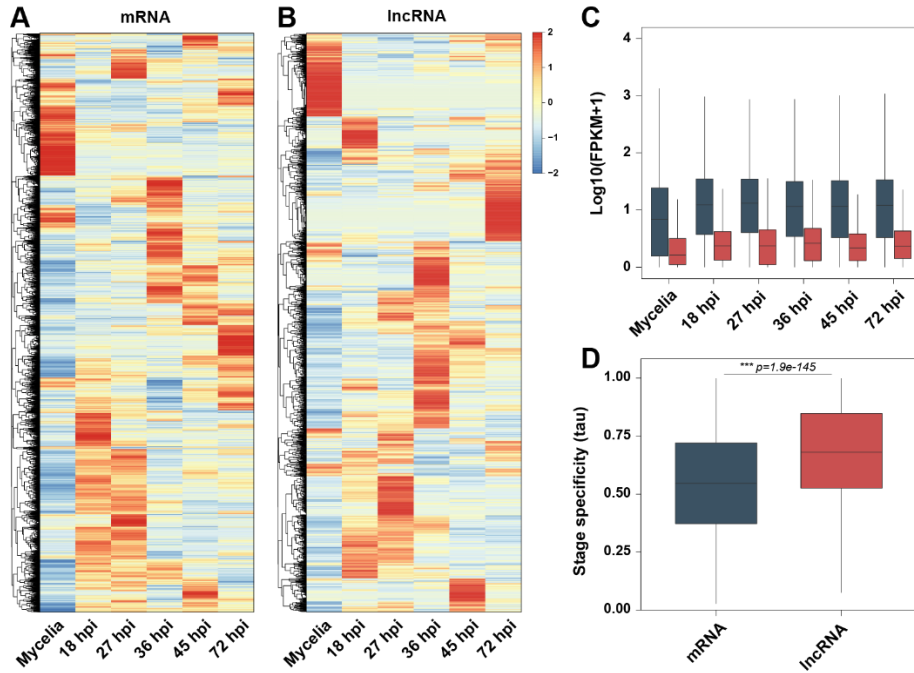 A
mRNA
Mycelia
18 hpi
27 hpi
36 hpi
45 hpi
72 hpi
B
lncRNA
2
1
0
-1
-2
Mycelia
18 hpi
27 hpi
36 hpi
45 hpi
72 hpi
C
Log10(FPKM+1)
4
3
2
1
0
Mycelia
18 hpi
27 hpi
36 hpi
45 hpi
72 hpi
D
Stage specificity (tau)
*** p=1.9e-145
1.00
0.75
0.50
0.25
0.00
mRNA
lncRNA